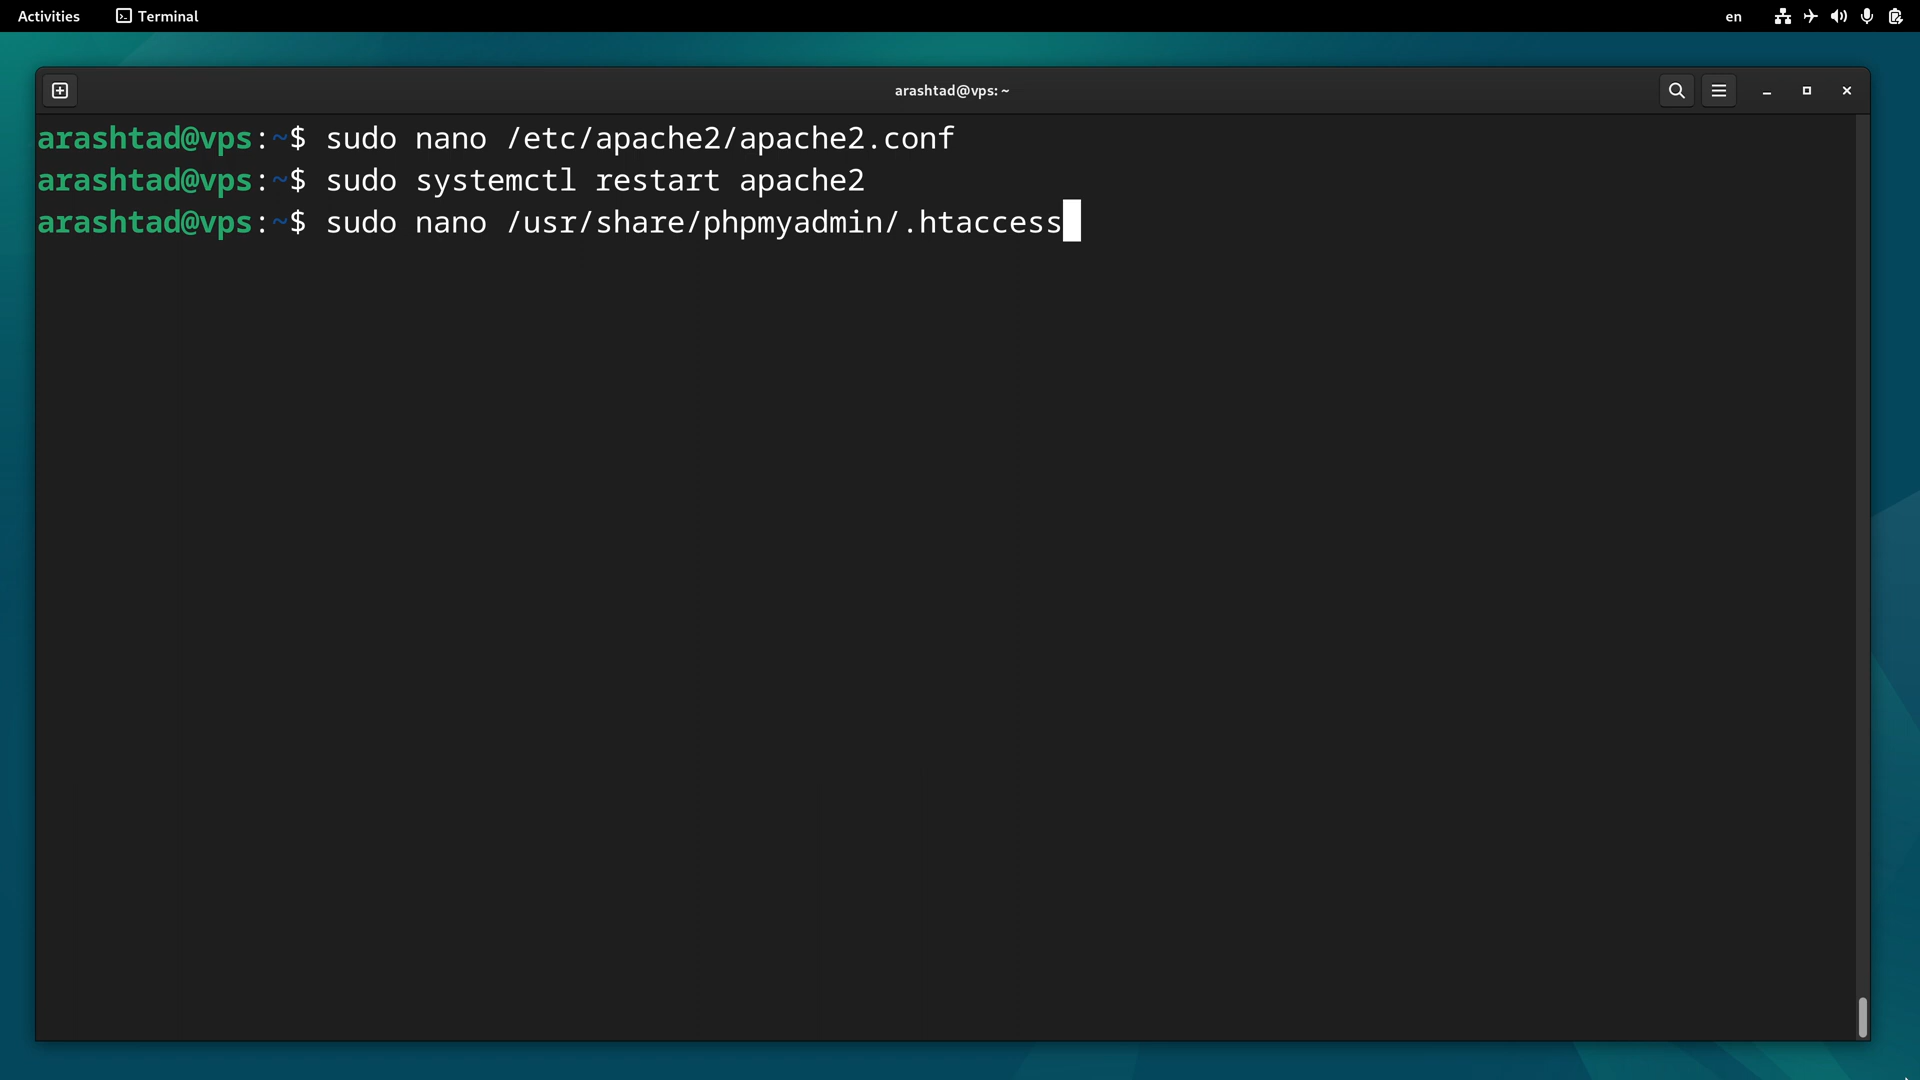 Activities
Terminal
en
arashtad@vps: ~
arashtad@vps:~$ sudo nano /etc/apache2/apache2.conf
arashtad@vps:~$ sudo systemctl restart apache2
arashtad@vps:~$ sudo nano /usr/share/phpmyadmin/.htaccess